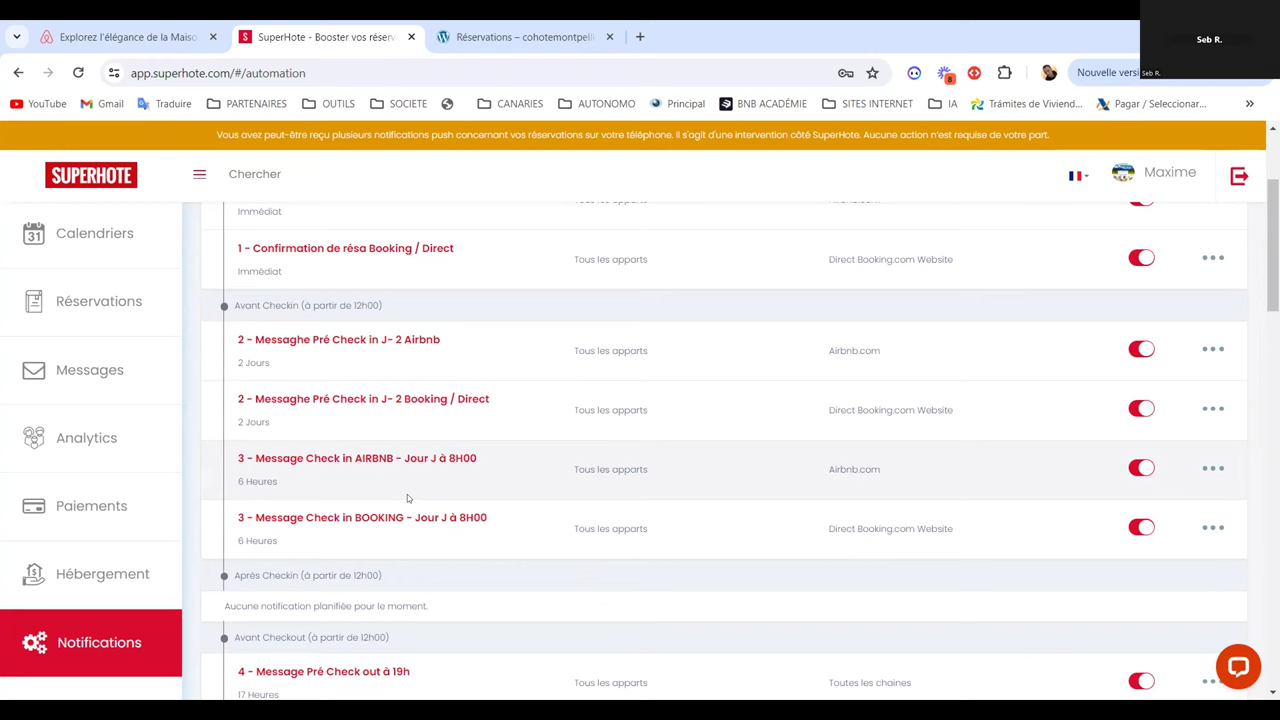 Explorez l'élégance de la Maiso
SuperHote - Booster vos réserv
Réservations – cohotemontpell
Seb R.
app.superhote.com/#/automation
8
Nouvelle versi
Seb R.
YouTube
Gmail
Traduire
PARTENAIRES
OUTILS
SOCIETE
CANARIES
AUTONOMO
Principal
BNB ACADÉMIE
SITES INTERNET
IA
Trámites de Viviend...
Pagar / Seleccionar...
Vous avez peut-être reçu plusieurs notifications push concernant vos réservations sur votre téléphone. Il s'agit d'une intervention côté SuperHote. Aucune action n'est requise de votre part.
SUPERHOTE
Chercher
Maxime
31
Calendriers
Réservations
Messages
Analytics
Paiements
Hébergement
Notifications
Immédiat
1 - Confirmation de résa Booking / Direct
Tous les apparts
Direct Booking.com Website
Immédiat
Avant Checkin (à partir de 12h00)
2 - Messaghe Pré Check in J- 2 Airbnb
Tous les apparts
Airbnb.com
2 Jours
2 - Messaghe Pré Check in J- 2 Booking / Direct
Tous les apparts
Direct Booking.com Website
2 Jours
3 - Message Check in AIRBNB - Jour J à 8H00
Tous les apparts
Airbnb.com
6 Heures
3 - Message Check in BOOKING - Jour J à 8H00
Tous les apparts
Direct Booking.com Website
6 Heures
Après Checkin (à partir de 12h00)
Aucune notification planifiée pour le moment.
Avant Checkout (à partir de 12h00)
4 - Message Pré Check out à 19h
Tous les apparts
Toutes les chaines
17 Heures